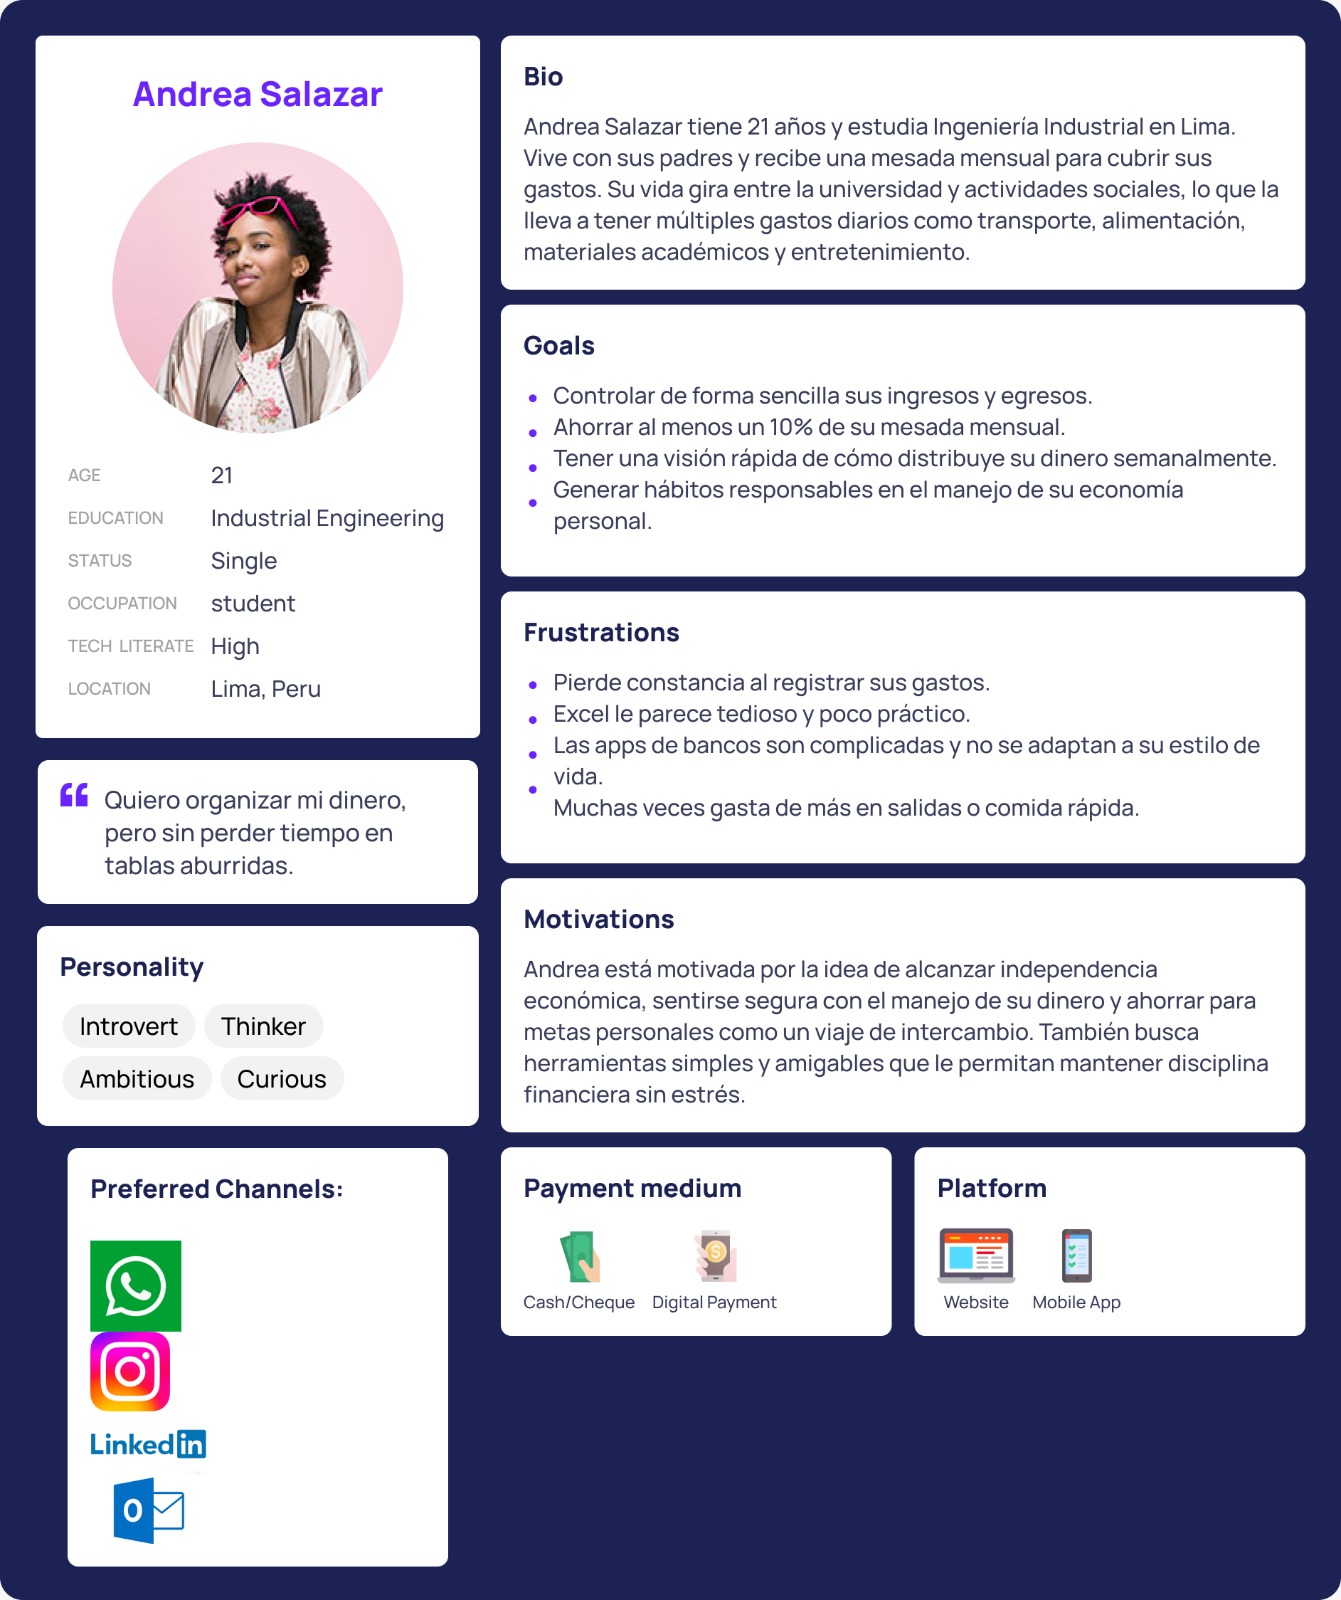 Andrea Salazar
AGE 21
EDUCATION Industrial Engineering
STATUS Single
OCCUPATION student
TECH LITERATE High
LOCATION Lima, Peru
Quiero organizar mi dinero,
pero sin perder tiempo en
tablas aburridas.
Personality
Introvert Thinker
Ambitious Curious
Preferred Channels:
Linkedin
O
Bio
Andrea Salazar tiene 21 años y estudia Ingeniería Industrial en Lima.
Vive con sus padres y recibe una mesada mensual para cubrir sus
gastos. Su vida gira entre la universidad y actividades sociales, lo que la
lleva a tener múltiples gastos diarios como transporte, alimentación,
materiales académicos y entretenimiento.
Goals
Controlar de forma sencilla sus ingresos y egresos.
Ahorrar al menos un 10% de su mesada mensual.
Tener una visión rápida de cómo distribuye su dinero semanalmente.
Generar hábitos responsables en el manejo de su economía
personal.
Frustrations
Pierde constancia al registrar sus gastos.
Excel le parece tedioso y poco práctico.
Las apps de bancos son complicadas y no se adaptan a su estilo de
vida.
Muchas veces gasta de más en salidas o comida rápida.
Motivations
Andrea está motivada por la idea de alcanzar independencia
económica, sentirse segura con el manejo de su dinero y ahorrar para
metas personales como un viaje de intercambio. También busca
herramientas simples y amigables que le permitan mantener disciplina
financiera sin estrés.
Payment medium
Cash/Cheque Digital Payment
Platform
Website Mobile App